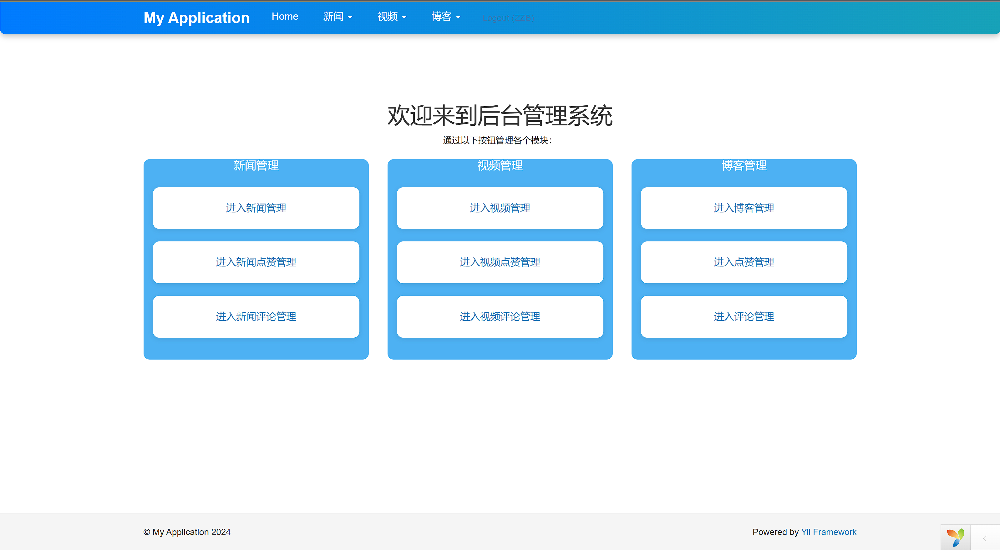 My Application Home 新闻 视频 博客 Logout (ZZB)
欢迎来到后台管理系统
通过以下按钮管理各个模块：
新闻管理
进入新闻管理
进入新闻点赞管理
进入新闻评论管理
视频管理
进入视频管理
进入视频点赞管理
进入视频评论管理
博客管理
进入博客管理
进入点赞管理
进入评论管理
© My Application 2024
Powered by Yii Framework